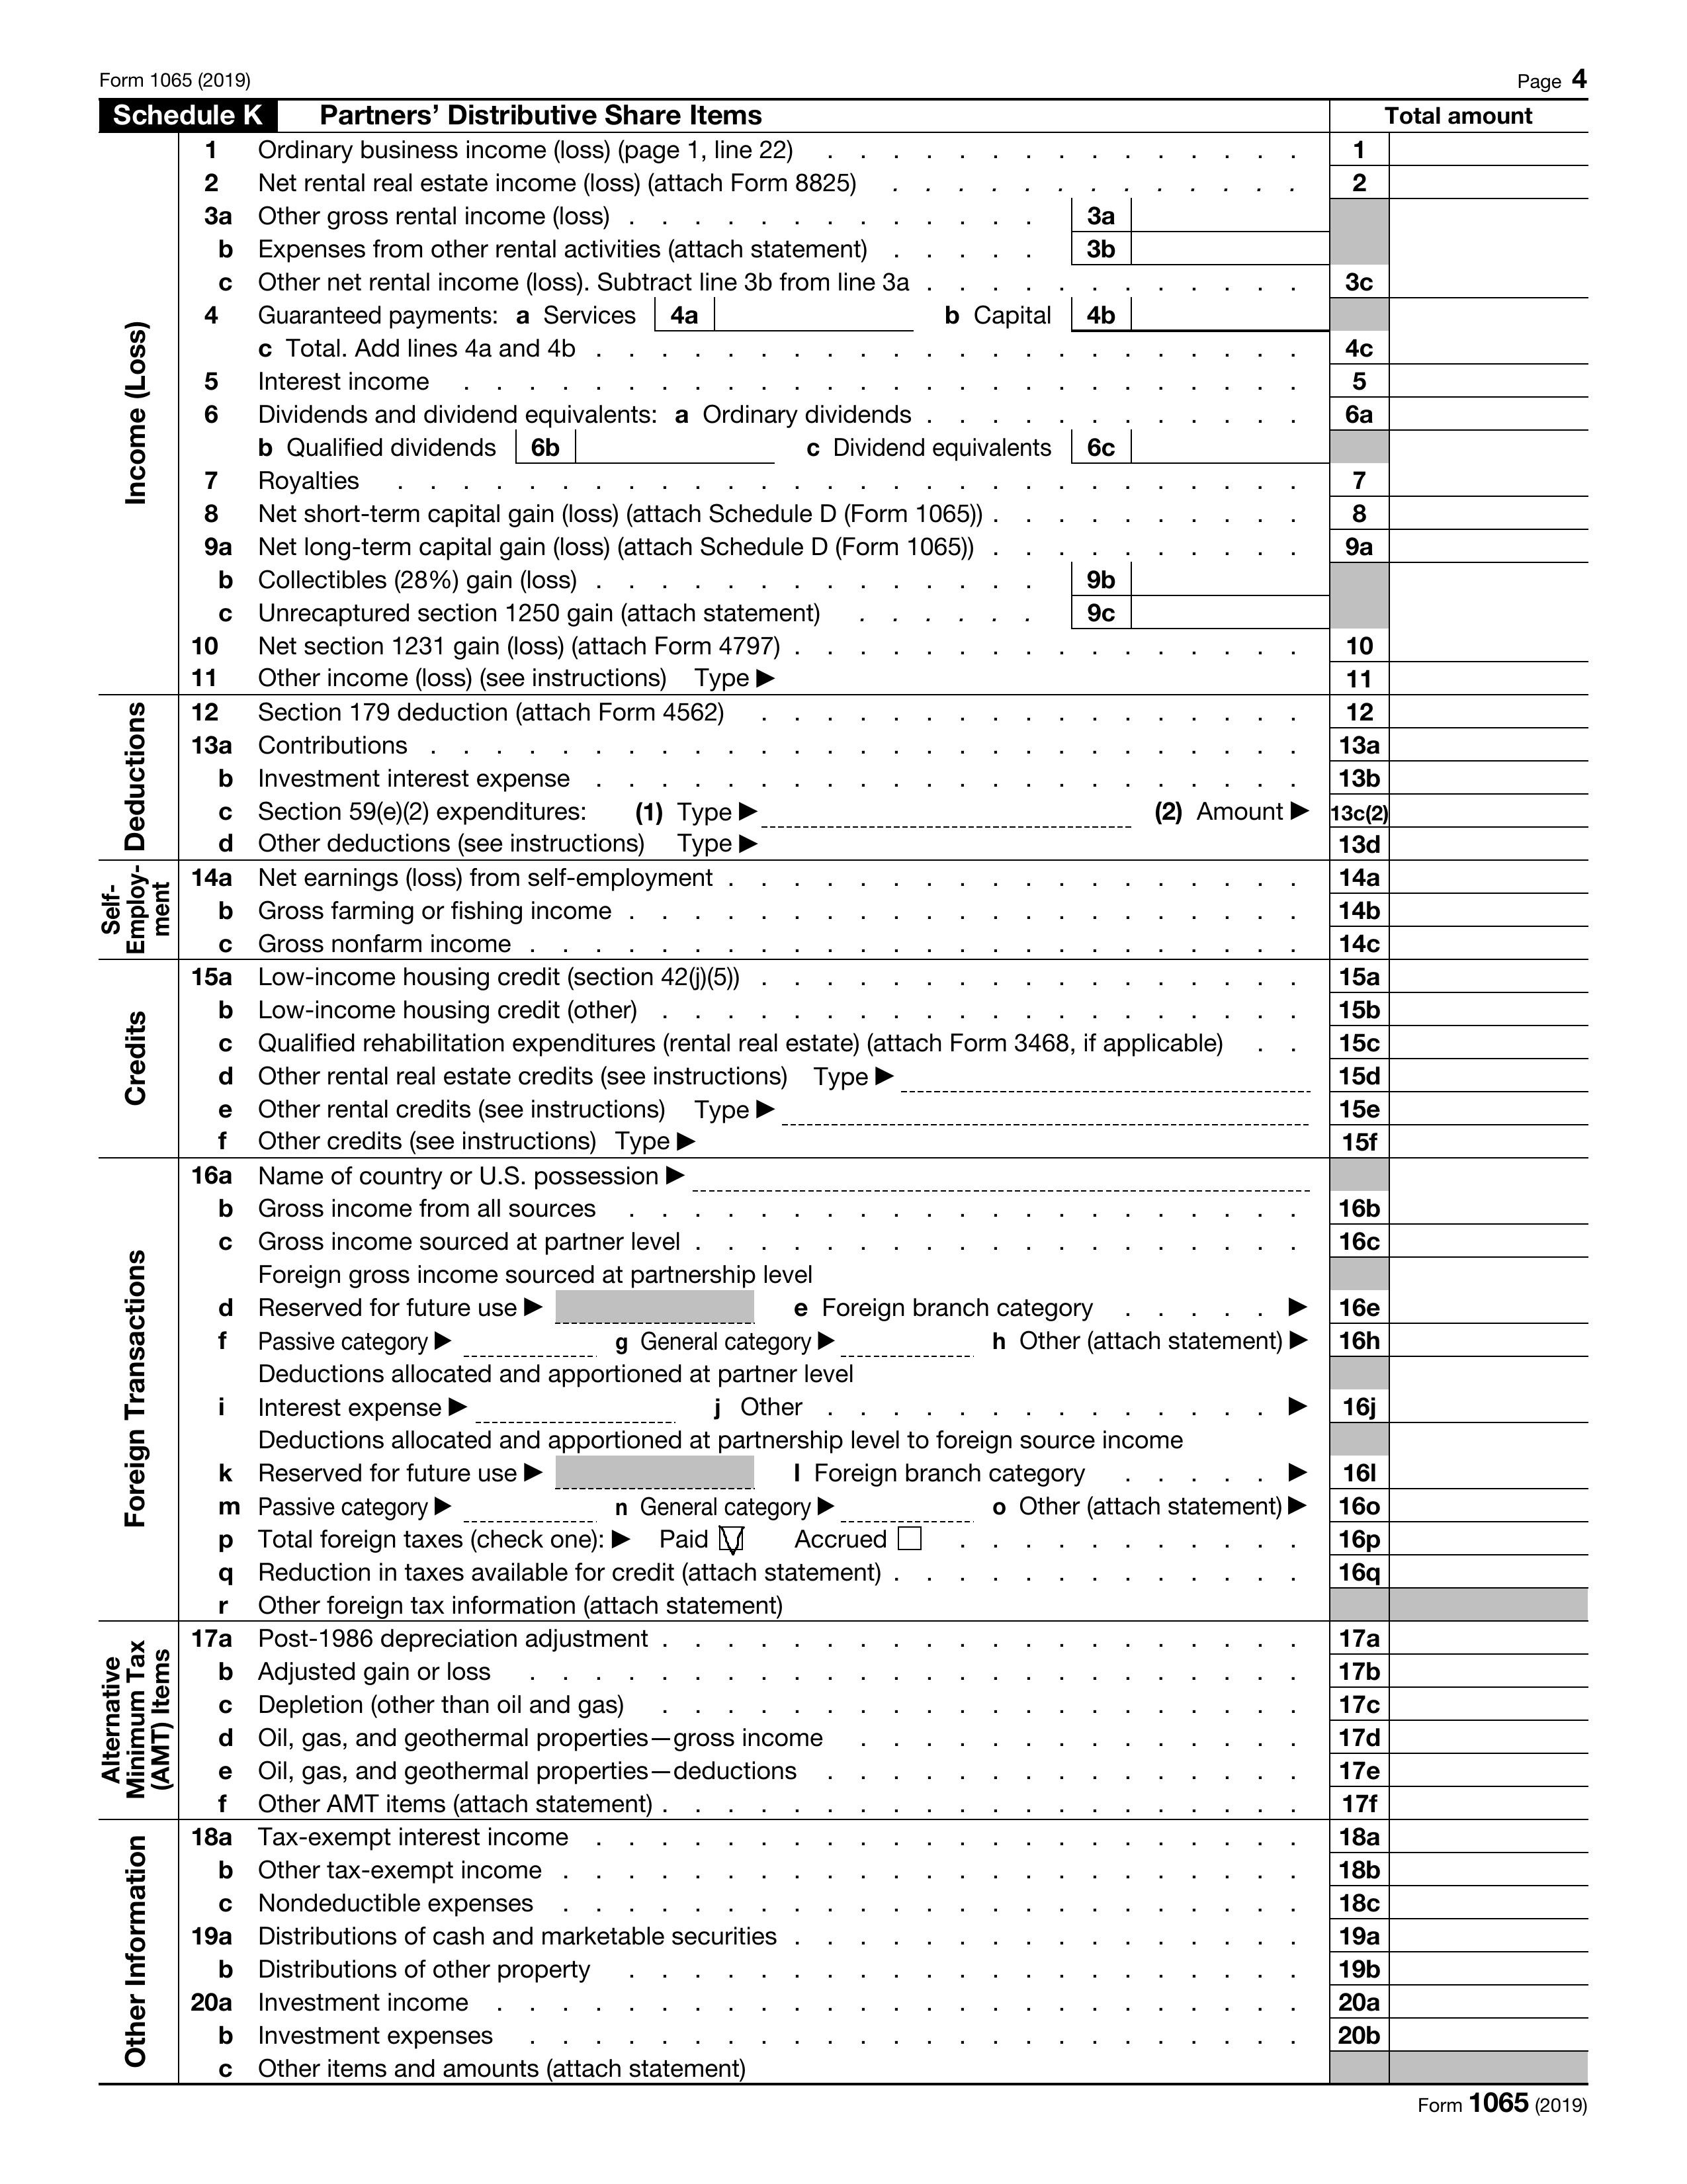 Form 1065 (2019) Page 4
Schedule K Partners' Distributive Share Items Total amount
Income (Loss)
1 Ordinary business income (loss) (page 1, line 22) . . . . . . . . . . . . . . . 1
2 Net rental real estate income (loss) (attach Form 8825) . . . . . . . . . . . . . 2
3a Other gross rental income (loss) . . . . . . . . . . . . . 3a
b Expenses from other rental activities (attach statement) . . . . . 3b
c Other net rental income (loss). Subtract line 3b from line 3a . . . . . . . . . . . . 3c
4 Guaranteed payments: a Services 4a b Capital 4b
c Total. Add lines 4a and 4b . . . . . . . . . . . . . . . . . . . . . . 4c
5 Interest income . . . . . . . . . . . . . . . . . . . . . . . . . . 5
6 Dividends and dividend equivalents: a Ordinary dividends . . . . . . . . . . . . 6a
b Qualified dividends 6b c Dividend equivalents 6c
7 Royalties . . . . . . . . . . . . . . . . . . . . . . . . . . . . 7
8 Net short-term capital gain (loss) (attach Schedule D (Form 1065)) . . . . . . . . . . 8
9a Net long-term capital gain (loss) (attach Schedule D (Form 1065)) . . . . . . . . . . 9a
b Collectibles (28%) gain (loss) . . . . . . . . . . . . . . 9b
c Unrecaptured section 1250 gain (attach statement) . . . . . . 9c
10 Net section 1231 gain (loss) (attach Form 4797) . . . . . . . . . . . . . . . . 10
11 Other income (loss) (see instructions) Type ▶ 11
Deductions
12 Section 179 deduction (attach Form 4562) . . . . . . . . . . . . . . . . . 12
13a Contributions . . . . . . . . . . . . . . . . . . . . . . . . . . . 13a
b Investment interest expense . . . . . . . . . . . . . . . . . . . . . . 13b
c Section 59(e)(2) expenditures: (1) Type ▶ (2) Amount ▶ 13c(2)
d Other deductions (see instructions) Type ▶ 13d
Self-
Employ-
ment
14a Net earnings (loss) from self-employment . . . . . . . . . . . . . . . . . . 14a
b Gross farming or fishing income . . . . . . . . . . . . . . . . . . . . . 14b
c Gross nonfarm income . . . . . . . . . . . . . . . . . . . . . . . . 14c
Credits
15a Low-income housing credit (section 42(j)(5)) . . . . . . . . . . . . . . . . . 15a
b Low-income housing credit (other) . . . . . . . . . . . . . . . . . . . . 15b
c Qualified rehabilitation expenditures (rental real estate) (attach Form 3468, if applicable) . . 15c
d Other rental real estate credits (see instructions) Type ▶ 15d
e Other rental credits (see instructions) Type ▶ 15e
f Other credits (see instructions) Type ▶ 15f
Foreign Transactions
16a Name of country or U.S. possession ▶
b Gross income from all sources . . . . . . . . . . . . . . . . . . . . . 16b
c Gross income sourced at partner level . . . . . . . . . . . . . . . . . . . 16c
Foreign gross income sourced at partnership level
d Reserved for future use ▶ e Foreign branch category . . . . . ▶ 16e
f Passive category ▶ g General category ▶ h Other (attach statement) ▶ 16h
Deductions allocated and apportioned at partner level
i Interest expense ▶ j Other . . . . . . . . . . . . . . ▶ 16j
Deductions allocated and apportioned at partnership level to foreign source income
k Reserved for future use ▶ l Foreign branch category . . . . . ▶ 16l
m Passive category ▶ n General category ▶ o Other (attach statement) ▶ 16o
p Total foreign taxes (check one): ▶ Paid Accrued . . . . . . . . . . . 16p
q Reduction in taxes available for credit (attach statement) . . . . . . . . . . . . . 16q
r Other foreign tax information (attach statement)
Alternative
Minimum Tax
(AMT) Items
17a Post-1986 depreciation adjustment . . . . . . . . . . . . . . . . . . . . 17a
b Adjusted gain or loss . . . . . . . . . . . . . . . . . . . . . . . . 17b
c Depletion (other than oil and gas) . . . . . . . . . . . . . . . . . . . . 17c
d Oil, gas, and geothermal properties—gross income . . . . . . . . . . . . . . 17d
e Oil, gas, and geothermal properties—deductions . . . . . . . . . . . . . . . 17e
f Other AMT items (attach statement) . . . . . . . . . . . . . . . . . . . . 17f
Other Information
18a Tax-exempt interest income . . . . . . . . . . . . . . . . . . . . . . 18a
b Other tax-exempt income . . . . . . . . . . . . . . . . . . . . . . . 18b
c Nondeductible expenses . . . . . . . . . . . . . . . . . . . . . . . 18c
19a Distributions of cash and marketable securities . . . . . . . . . . . . . . . . 19a
b Distributions of other property . . . . . . . . . . . . . . . . . . . . . 19b
20a Investment income . . . . . . . . . . . . . . . . . . . . . . . . . 20a
b Investment expenses . . . . . . . . . . . . . . . . . . . . . . . . 20b
c Other items and amounts (attach statement)
Form 1065 (2019)